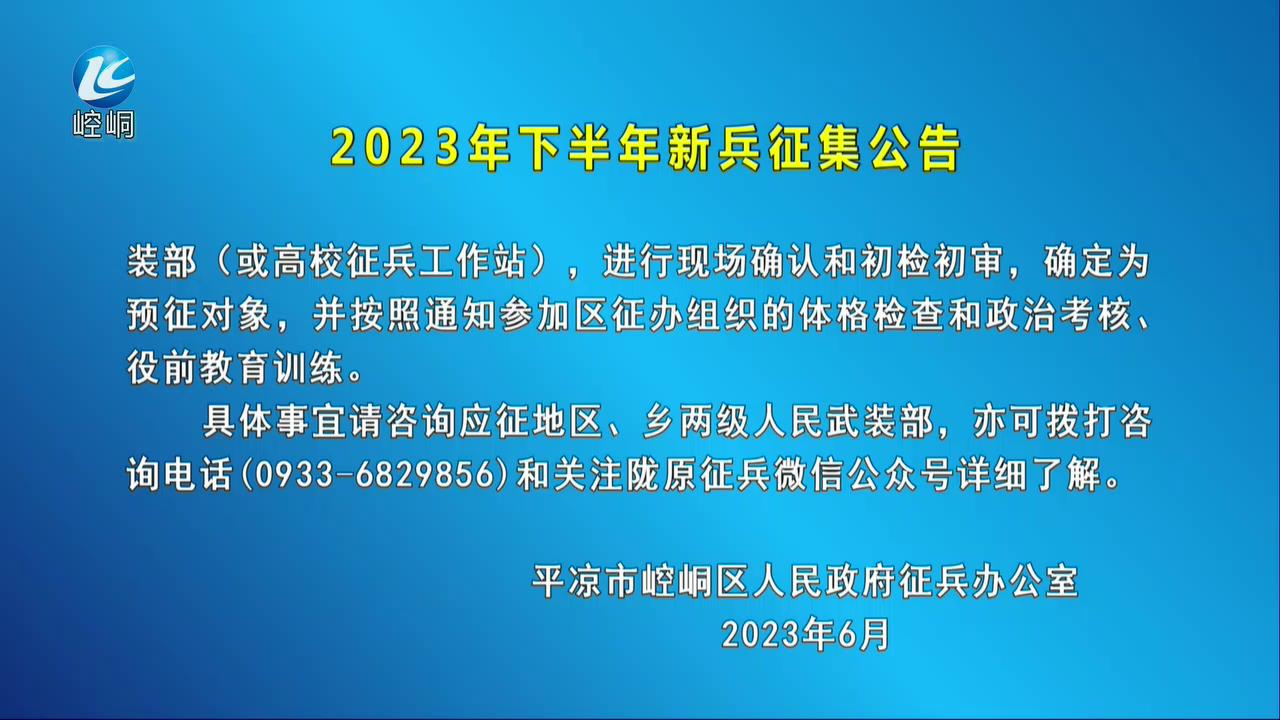 崆峒
2023年下半年新兵征集公告
装部（或高校征兵工作站），进行现场确认和初检初审，确定为
预征对象，并按照通知参加区征办组织的体格检查和政治考核、
役前教育训练。
具体事宜请咨询应征地区、乡两级人民武装部，亦可拨打咨
询电话(0933-6829856)和关注陇原征兵微信公众号详细了解。
平凉市崆峒区人民政府征兵办公室
2023年6月